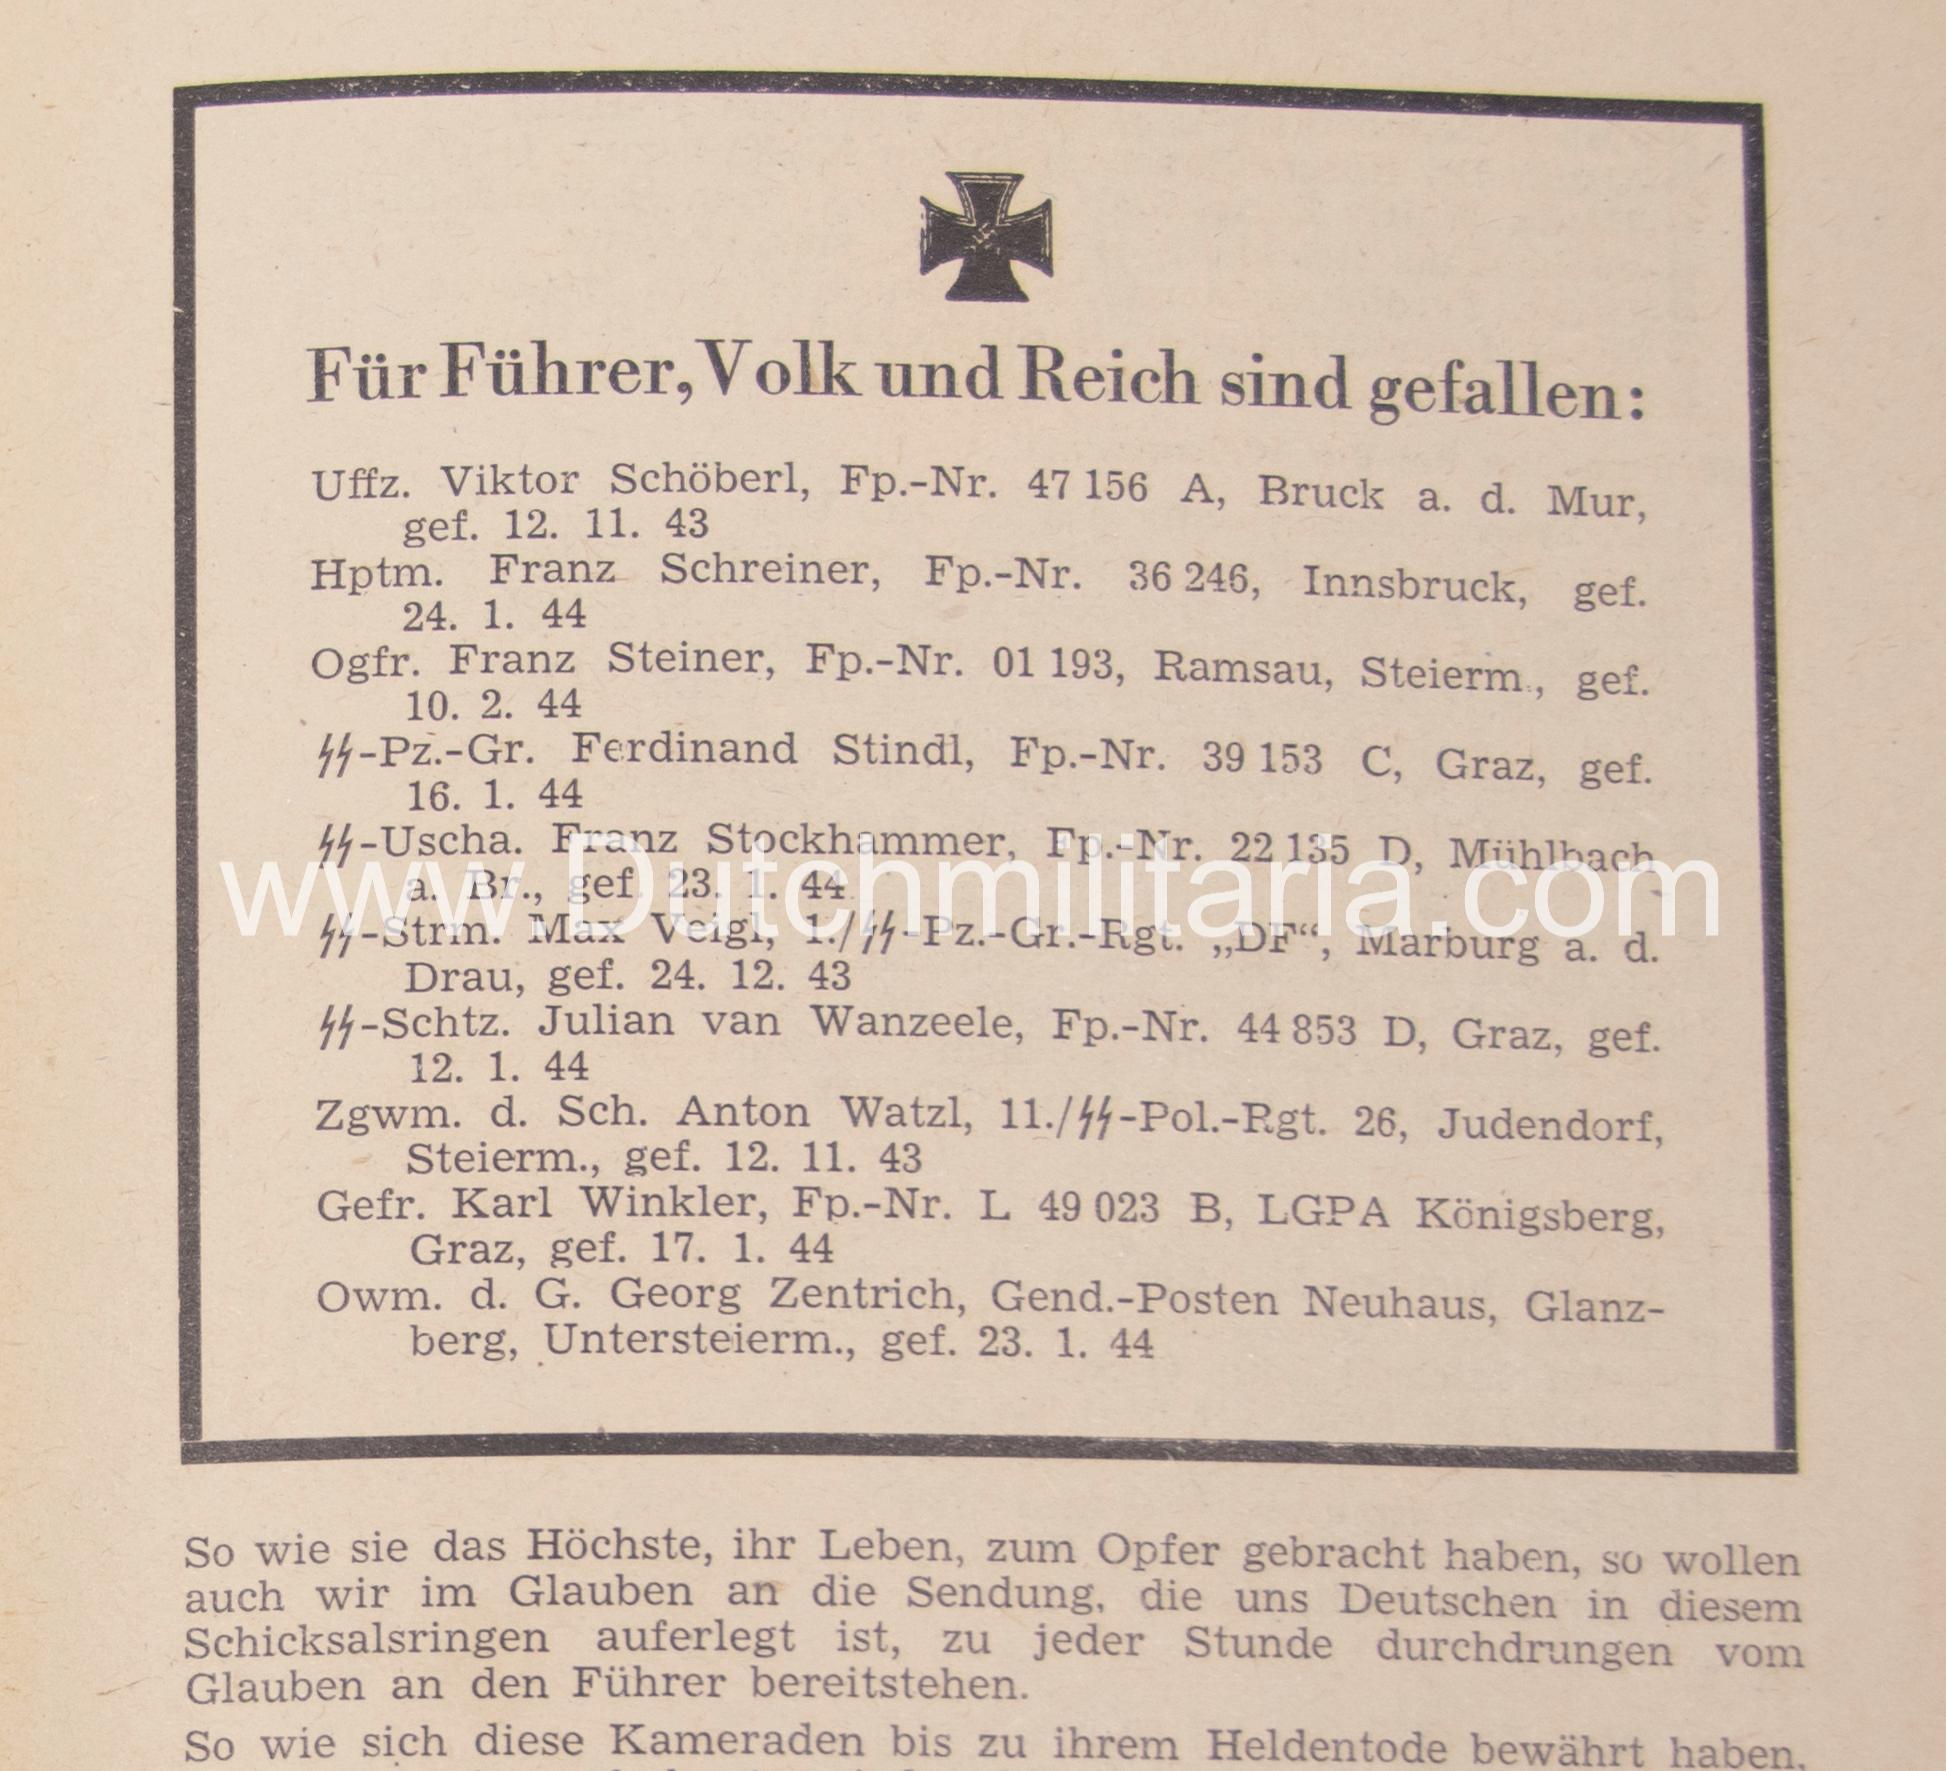 Für Führer, Volk und Reich sind gefallen:
Uffz. Viktor Schöberl, Fp.-Nr. 47 156 A, Bruck a. d. Mur,
gef. 12. 11. 43
Hptm. Franz Schreiner, Fp.-Nr. 36 246, Innsbruck, gef.
24. 1. 44
Ogfr. Franz Steiner, Fp.-Nr. 01 193, Ramsau, Steierm., gef.
10. 2. 44
ϟϟ-Pz.-Gr. Ferdinand Stindl, Fp.-Nr. 39 153 C, Graz, gef.
16. 1. 44
ϟϟ-Uscha. Franz Stockhammer, Fp.-Nr. 22 135 D, Mühlbach
a. Br., gef. 23. 1. 44
www.Dutchmilitaria.com
ϟϟ-Strm. Max Veigl, 1./ϟϟ-Pz.-Gr.-Rgt. „DF“, Marburg a. d.
Drau, gef. 24. 12. 43
ϟϟ-Schtz. Julian van Wanzeele, Fp.-Nr. 44 853 D, Graz, gef.
12. 1. 44
Zgwm. d. Sch. Anton Watzl, 11./ϟϟ-Pol.-Rgt. 26, Judendorf,
Steierm., gef. 12. 11. 43
Gefr. Karl Winkler, Fp.-Nr. L 49 023 B, LGPA Königsberg,
Graz, gef. 17. 1. 44
Owm. d. G. Georg Zentrich, Gend.-Posten Neuhaus, Glanz-
berg, Untersteierm., gef. 23. 1. 44
So wie sie das Höchste, ihr Leben, zum Opfer gebracht haben, so wollen
auch wir im Glauben an die Sendung, die uns Deutschen in diesem
Schicksalsringen auferlegt ist, zu jeder Stunde durchdrungen vom
Glauben an den Führer bereitstehen.
So wie sich diese Kameraden bis zu ihrem Heldentode bewährt haben,